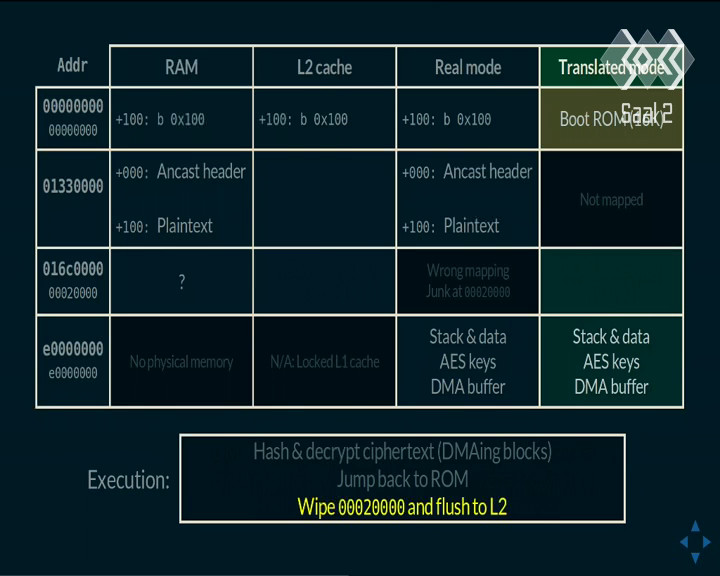 Addr RAM L2 cache Real mode Translated mode
Saal 2
00000000
00000000
+100: b 0x100 +100: b 0x100 +100: b 0x100 Boot ROM (16K)
01330000
+000: Ancast header +000: Ancast header
+100: Plaintext +100: Plaintext
Not mapped
016c0000
00020000
?
Wrong mapping
Junk at 00020000
e0000000
e0000000
No physical memory N/A: Locked L1 cache
Stack & data
AES keys
DMA buffer
Stack & data
AES keys
DMA buffer
Execution:
Hash & decrypt ciphertext (DMAing blocks)
Jump back to ROM
Wipe 00020000 and flush to L2